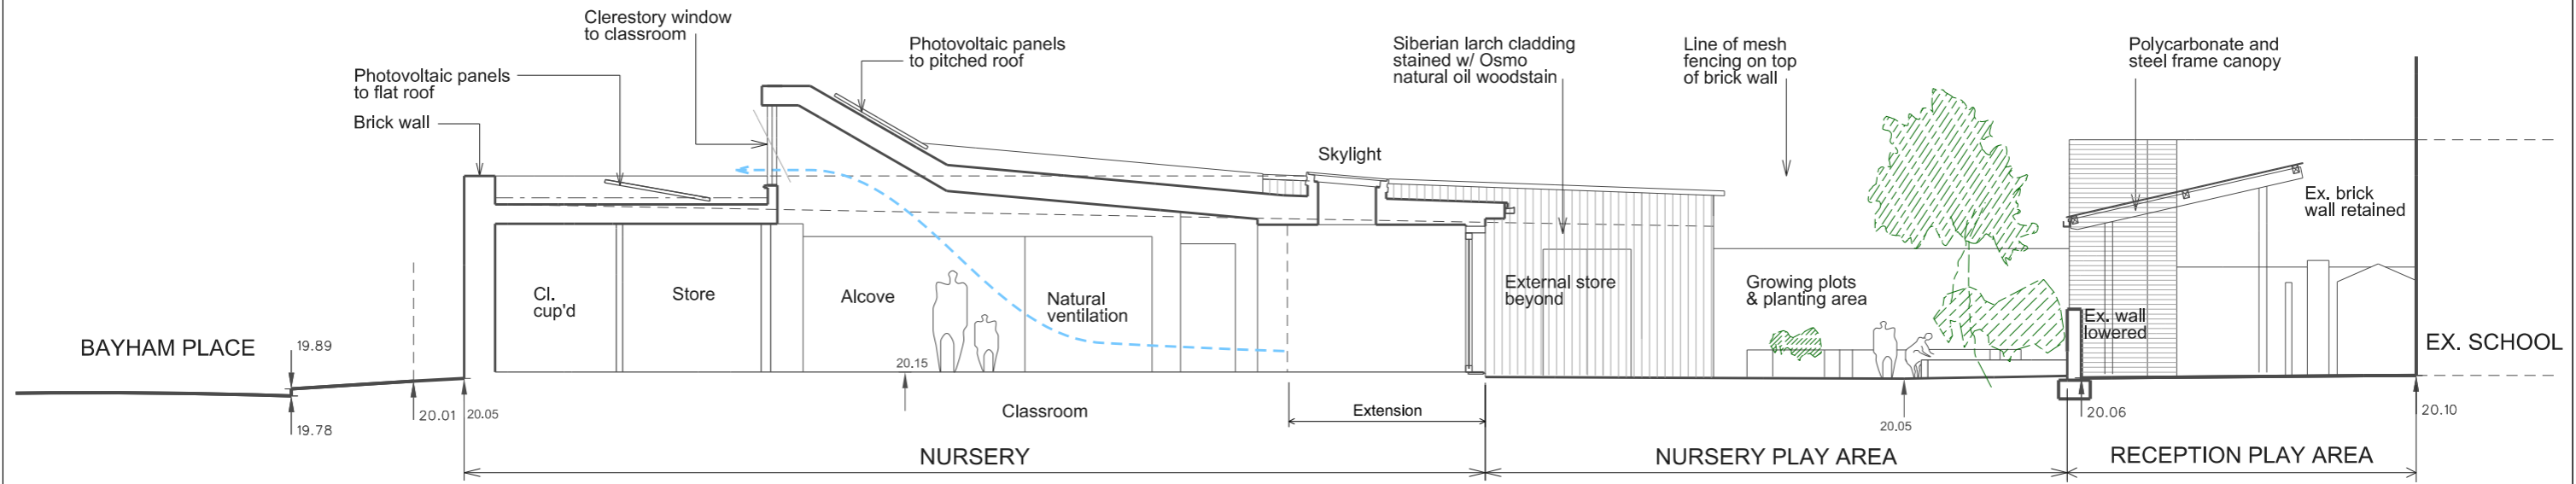 Clerestory window
to classroom
Photovoltaic panels
to flat roof
Brick wall
Photovoltaic panels
to pitched roof
Skylight
Siberian larch cladding
stained w/ Osmo
natural oil woodstain
Line of mesh
fencing on top
of brick wall
Polycarbonate and
steel frame canopy
Ex. brick
wall retained
Cl.
cup'd
Store
Alcove
Natural
ventilation
External store
beyond
Growing plots
& planting area
Ex. wall
lowered
BAYHAM PLACE
EX. SCHOOL
19.89
19.78
20.01
20.05
20.15
Classroom
Extension
20.05
20.06
20.10
NURSERY
NURSERY PLAY AREA
RECEPTION PLAY AREA